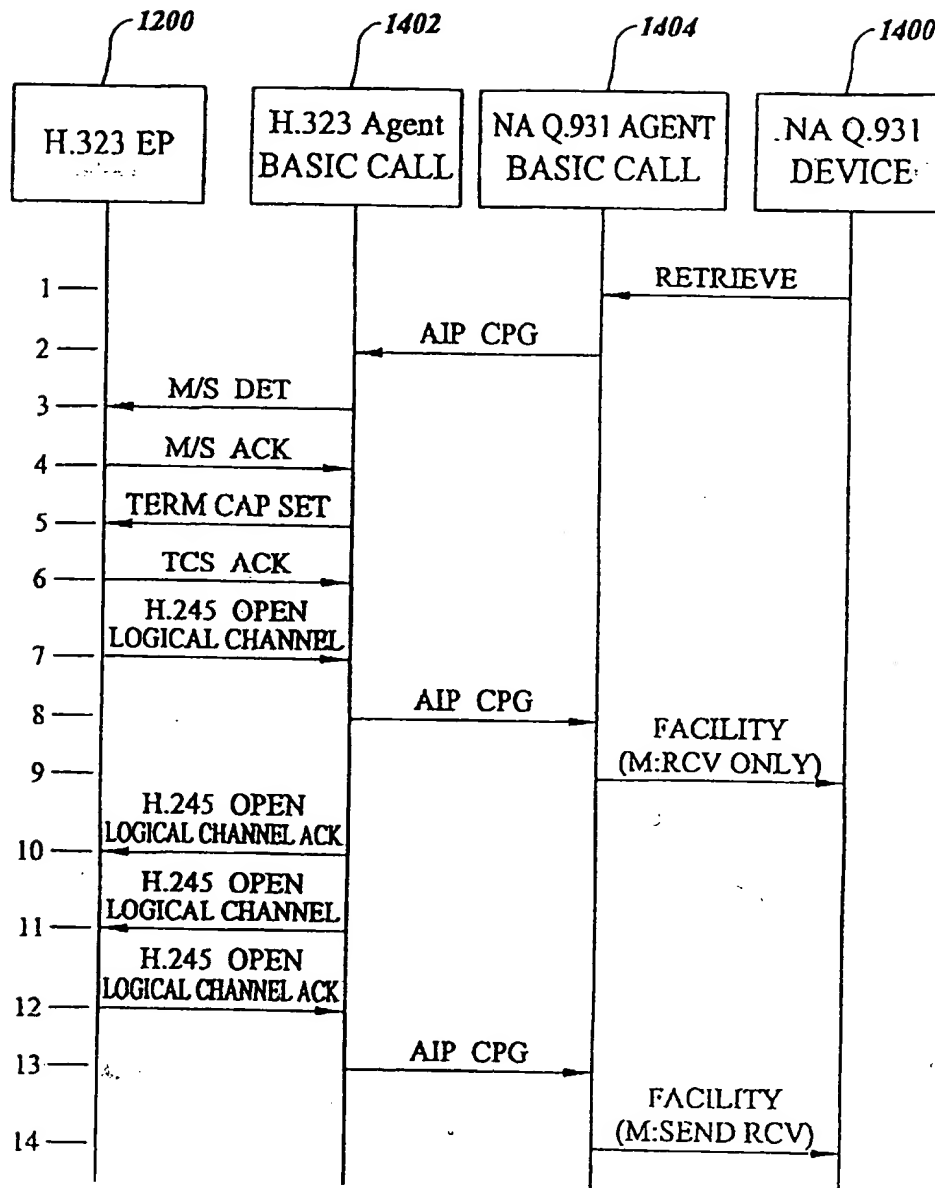 1200
1402
1404
1400
H.323 EP
H.323 Agent
BASIC CALL
NA Q.931 AGENT
BASIC CALL
NA Q.931
DEVICE
1
RETRIEVE
2
AIP CPG
3
M/S DET
4
M/S ACK
5
TERM CAP SET
6
TCS ACK
H.245 OPEN
LOGICAL CHANNEL
7
8
AIP CPG
FACILITY
(M:RCV ONLY)
9
H.245 OPEN
LOGICAL CHANNEL ACK
10
H.245 OPEN
LOGICAL CHANNEL
11
H.245 OPEN
LOGICAL CHANNEL ACK
12
13
AIP CPG
FACILITY
(M:SEND RCV)
14